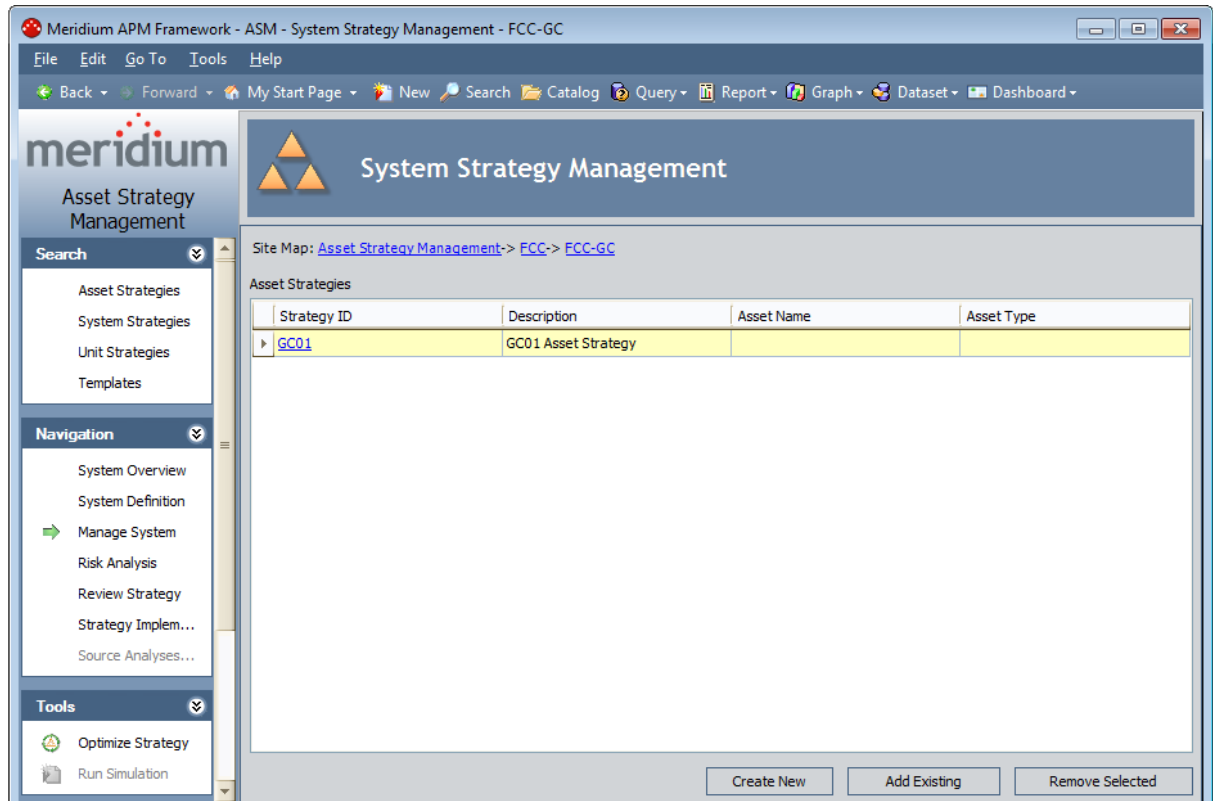 Meridium APM Framework - ASM - System Strategy Management - FCC-GC
File Edit Go To Tools Help
Back Forward My Start Page New Search Catalog Query Report Graph Dataset Dashboard
meridium
Asset Strategy
Management
System Strategy Management
Search
Asset Strategies
System Strategies
Unit Strategies
Templates
Navigation
System Overview
System Definition
Manage System
Risk Analysis
Review Strategy
Strategy Implem...
Source Analyses...
Tools
Optimize Strategy
Run Simulation
Site Map: Asset Strategy Management-> FCC-> FCC-GC
Asset Strategies
Strategy ID Description Asset Name Asset Type
GC01 GC01 Asset Strategy
Create New Add Existing Remove Selected